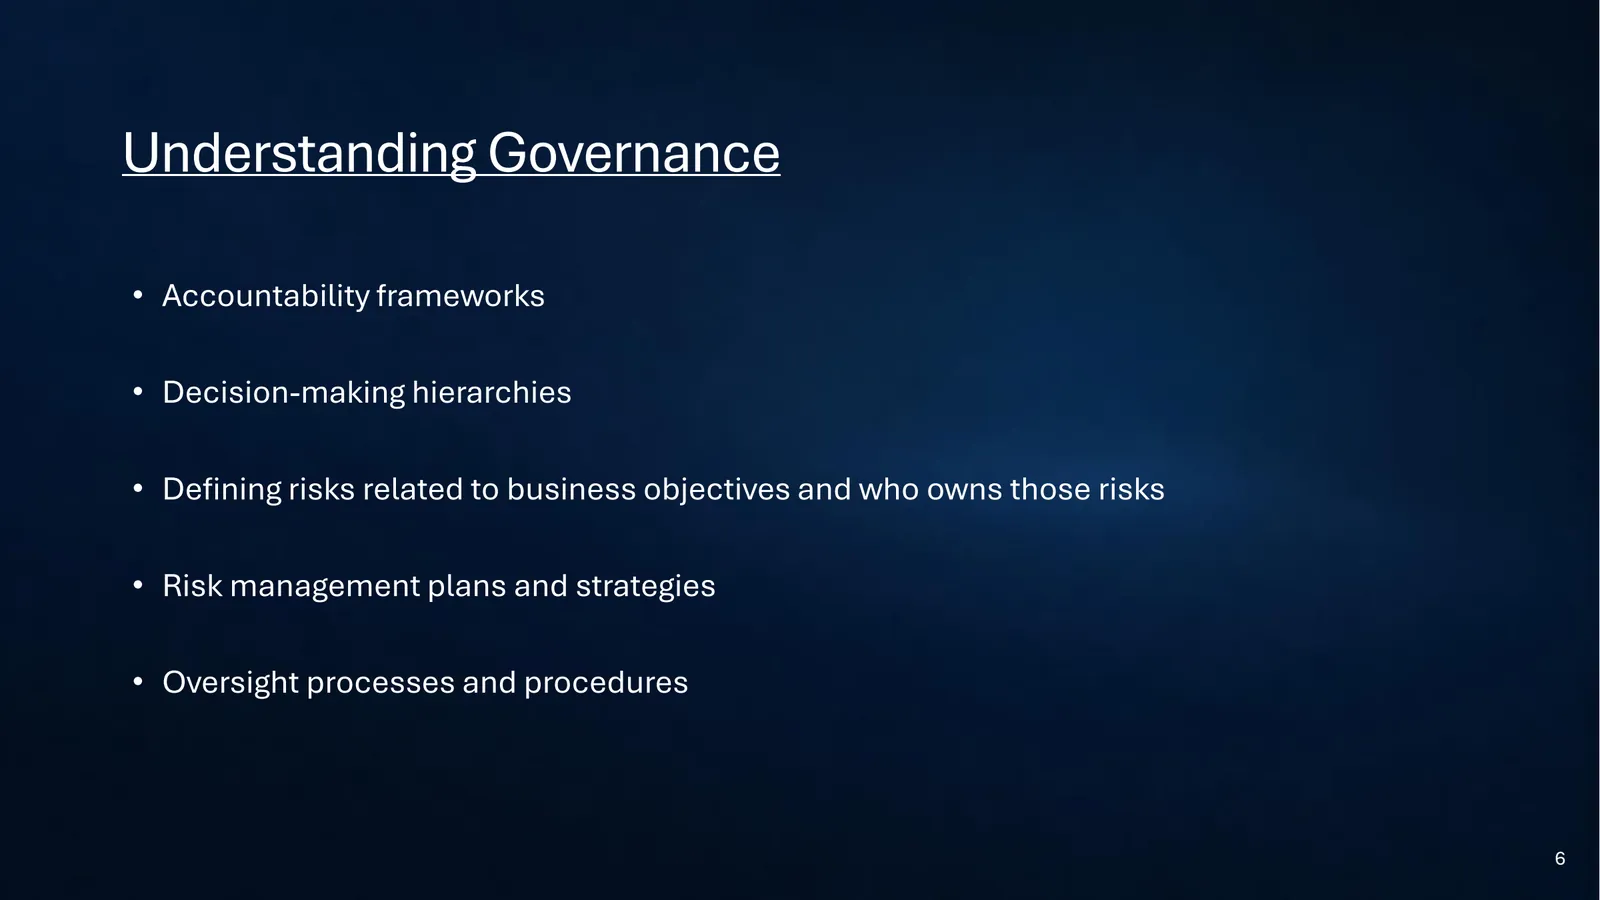 Understanding Governance
• Accountability frameworks
• Decision-making hierarchies
• Defining risks related to business objectives and who owns those risks
• Risk management plans and strategies
• Oversight processes and procedures
6